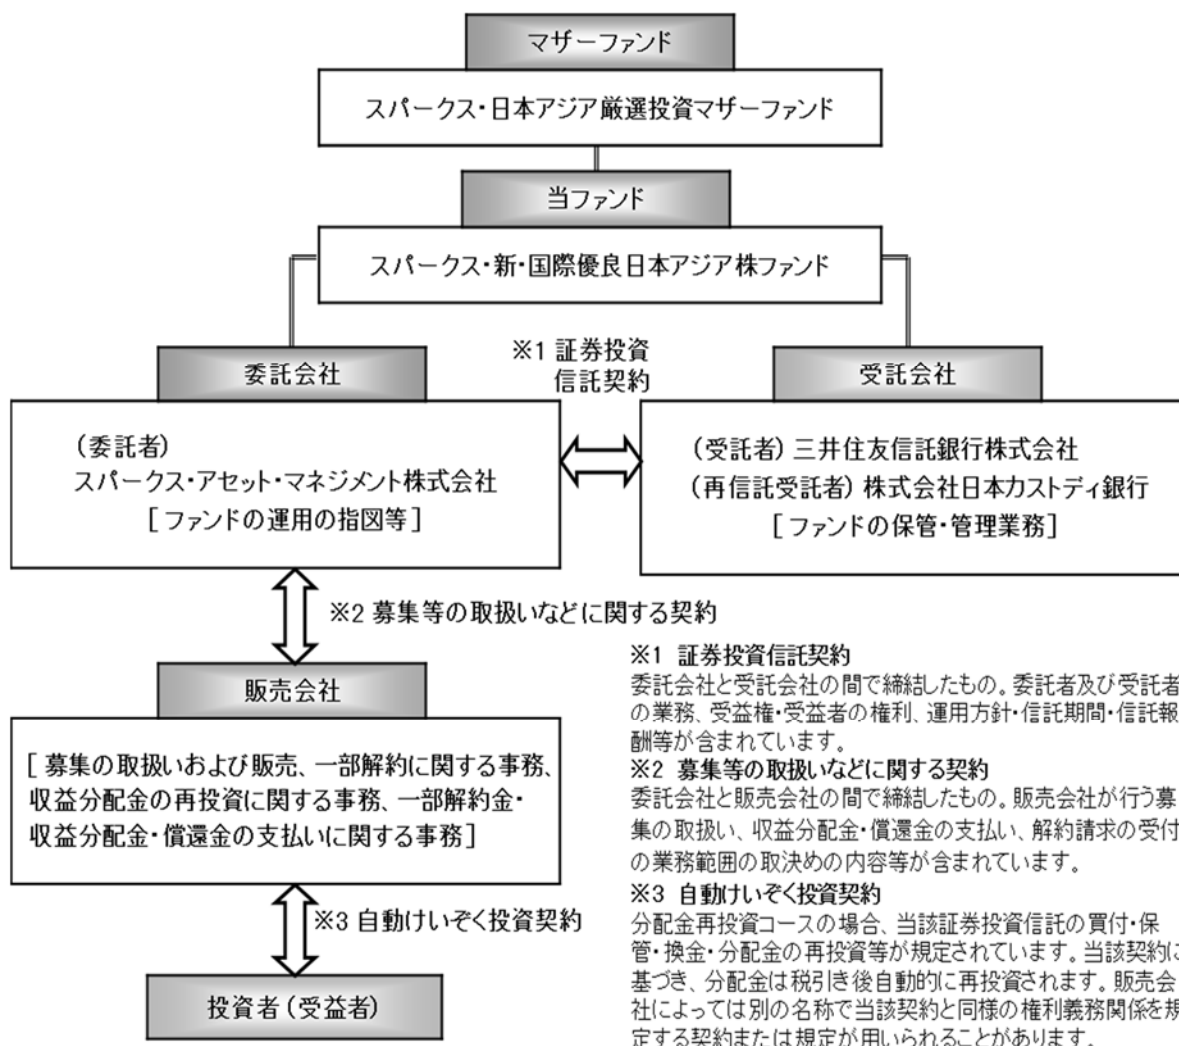 マザーファンド
スパークス・日本アジア厳選投資マザーファンド
当ファンド
スパークス・新・国際優良日本アジア株ファンド
委託会社
※1 証券投資
信託契約
受託会社
(委託者)
スパークス・アセット・マネジメント株式会社
[ファンドの運用の指図等]
(受託者) 三井住友信託銀行株式会社
(再信託受託者) 株式会社日本カストディ銀行
[ファンドの保管・管理業務]
※2 募集等の取扱いなどに関する契約
販売会社
[ 募集の取扱いおよび販売、一部解約に関する事務、
収益分配金の再投資に関する事務、一部解約金・
収益分配金・償還金の支払いに関する事務]
※3 自動けいぞく投資契約
投資者 (受益者)
※1 証券投資信託契約
委託会社と受託会社の間で締結したもの。委託者及び受託者
の業務、受益権・受益者の権利、運用方針・信託期間・信託報
酬等が含まれています。
※2 募集等の取扱いなどに関する契約
委託会社と販売会社の間で締結したもの。販売会社が行う募
集の取扱い、収益分配金・償還金の支払い、解約請求の受付
の業務範囲の取決めの内容等が含まれています。
※3 自動けいぞく投資契約
分配金再投資コースの場合、当該証券投資信託の買付・保
管・換金・分配金の再投資等が規定されています。当該契約に
基づき、分配金は税引き後自動的に再投資されます。販売会
社によっては別の名称で当該契約と同様の権利義務関係を規
定する契約または規定が用いられることがあります。